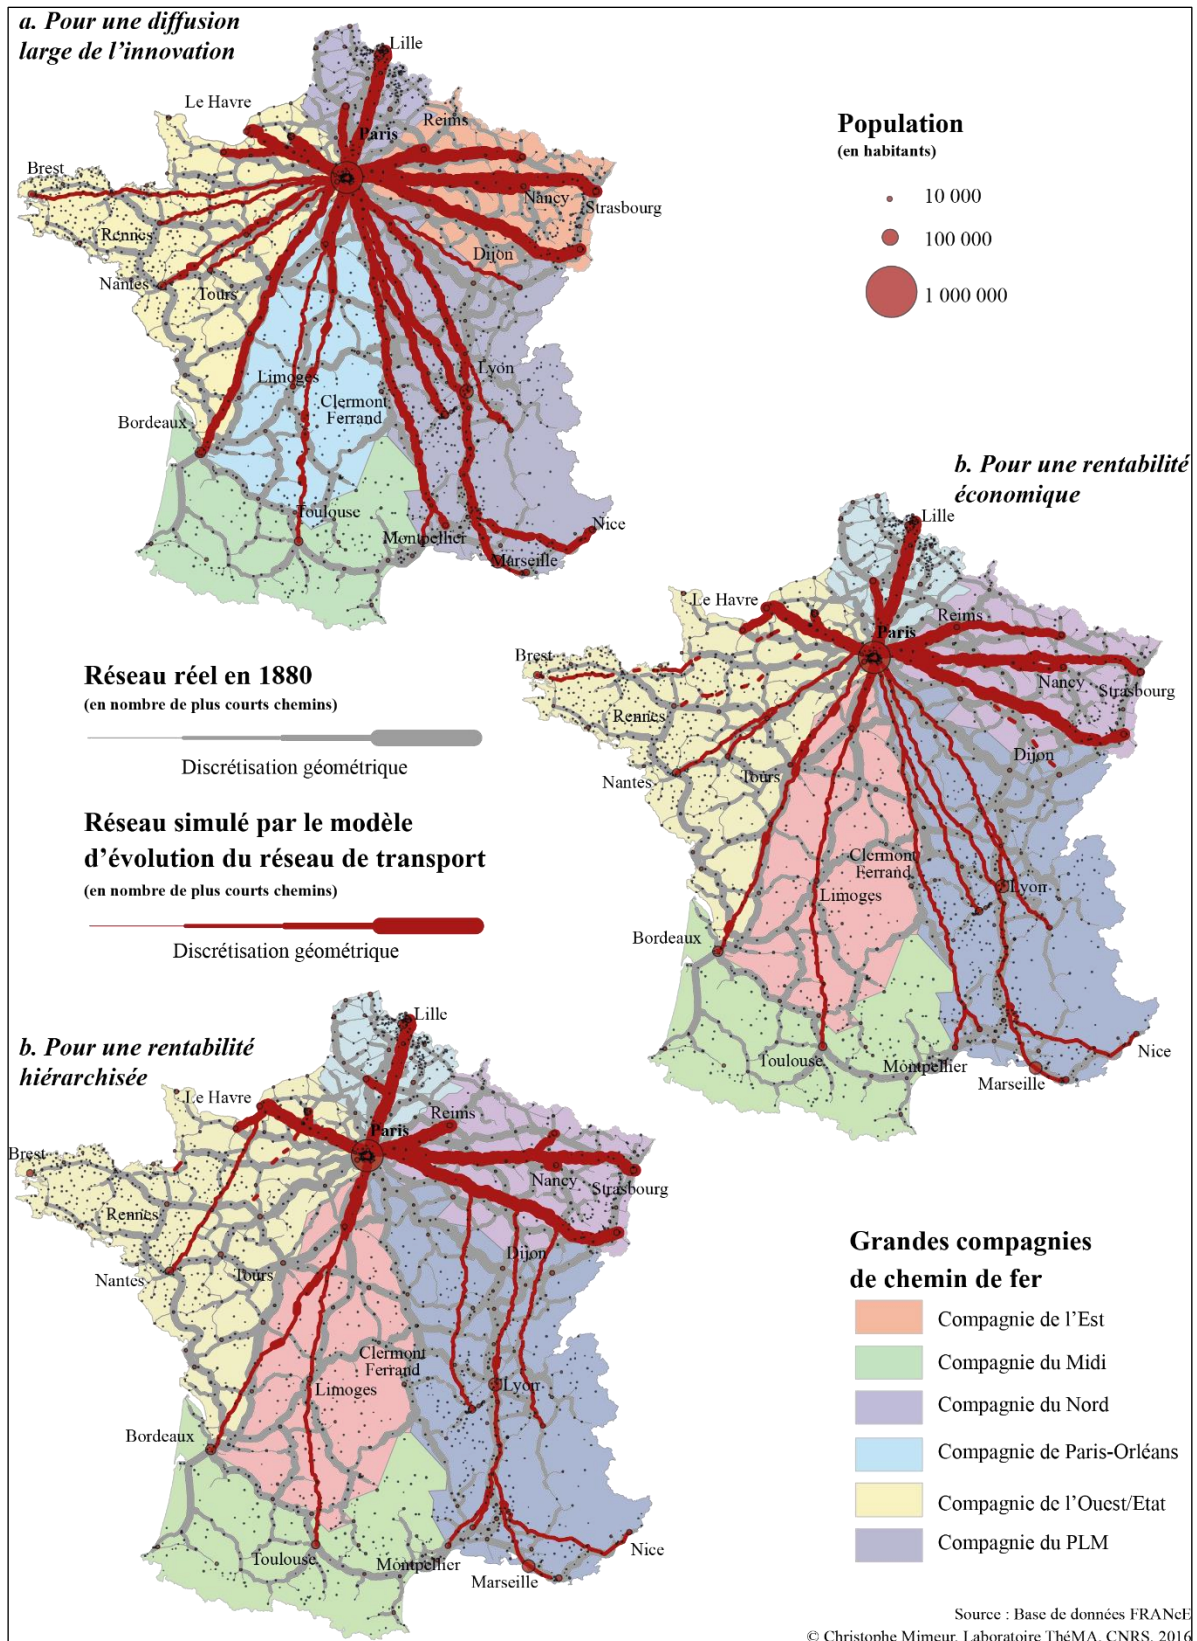 a. Pour une diffusion
large de l'innovation
Lille
Le Havre
Reims
Paris
Brest
Nancy
Strasbourg
Rennes
Dijon
Nantes
Tours
Lyon
Limoges
Clermont
Ferrand
Bordeaux
Toulouse
Montpellier
Nice
Marseille
Population
(en habitants)
10 000
100 000
1 000 000
b. Pour une rentabilité
économique
Lille
Le Havre
Reims
Paris
Brest
Nancy
Strasbourg
Rennes
Dijon
Nantes
Tours
Clermont
Ferrand
Limoges
Lyon
Bordeaux
Toulouse
Montpellier
Nice
Marseille
Réseau réel en 1880
(en nombre de plus courts chemins)
Discrétisation géométrique
Réseau simulé par le modèle
d'évolution du réseau de transport
(en nombre de plus courts chemins)
Discrétisation géométrique
b. Pour une rentabilité
hiérarchisée
Lille
Le Havre
Reims
Paris
Brest
Nancy
Strasbourg
Rennes
Dijon
Nantes
Tours
Clermont
Ferrand
Limoges
Lyon
Bordeaux
Toulouse
Montpellier
Nice
Marseille
Grandes compagnies
de chemin de fer
Compagnie de l'Est
Compagnie du Midi
Compagnie du Nord
Compagnie de Paris-Orléans
Compagnie de l'Ouest/Etat
Compagnie du PLM
Source : Base de données FRANcE
© Christophe Mimeur, Laboratoire ThéMA, CNRS, 2016